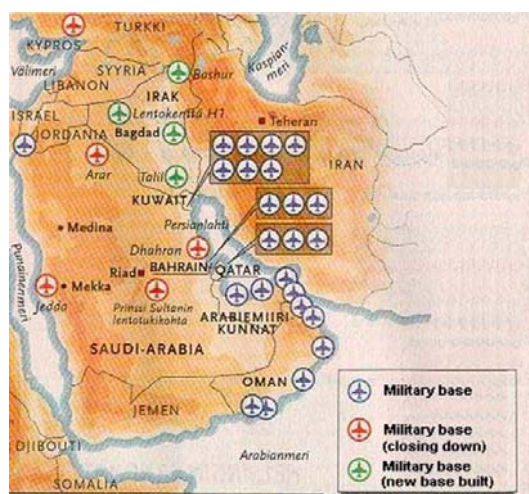 TURKKI
KYPROS
Välimeri
SYYRIA
Bashur
Kaspian-
meri
LIBANON
IRAK
ISRAEL
Lentokenttä H1
Bagdad
Teheran
JORDANIA
IRAN
Arar
Talil
KUWAIT
Medina
Persianlahti
Dhahran
Punainenmeri
Riad
BAHRAIN
QATAR
Jedda
Mekka
Prinssi Sultanin
lentotukikohta
ARABIEMIIRI-
KUNNAT
SAUDI-ARABIA
OMAN
JEMEN
DJIBOUTI
Arabianmeri
SOMALIA
Military base
Military base
(closing down)
Military base
(new base built)